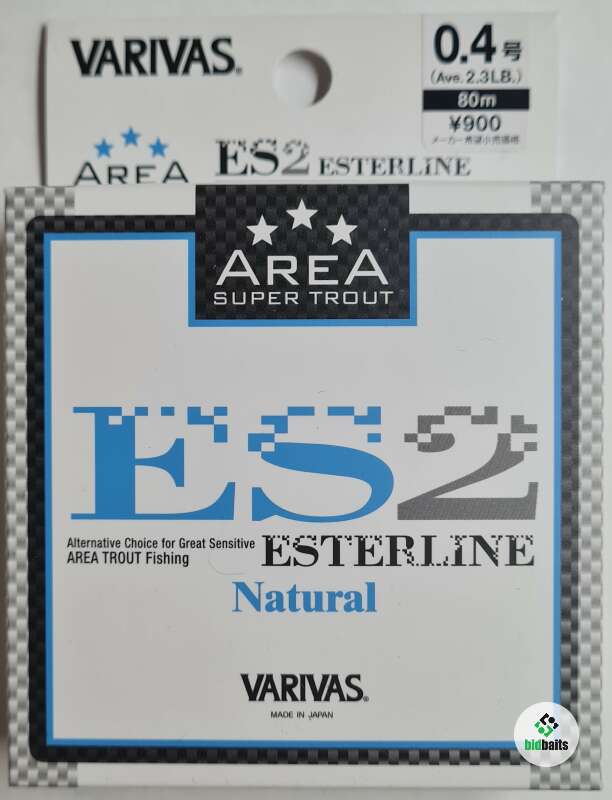 VARIVAS®
0.4号
(Ave. 2.3LB.)
80m
¥900
メーカー希望小売価格
AREA
ES2 ESTERLINE
AREA
SUPER TROUT
ES2
Alternative Choice for Great Sensitive
AREA TROUT Fishing
ESTERLINE
Natural
VARIVAS®
MADE IN JAPAN
bidbaits